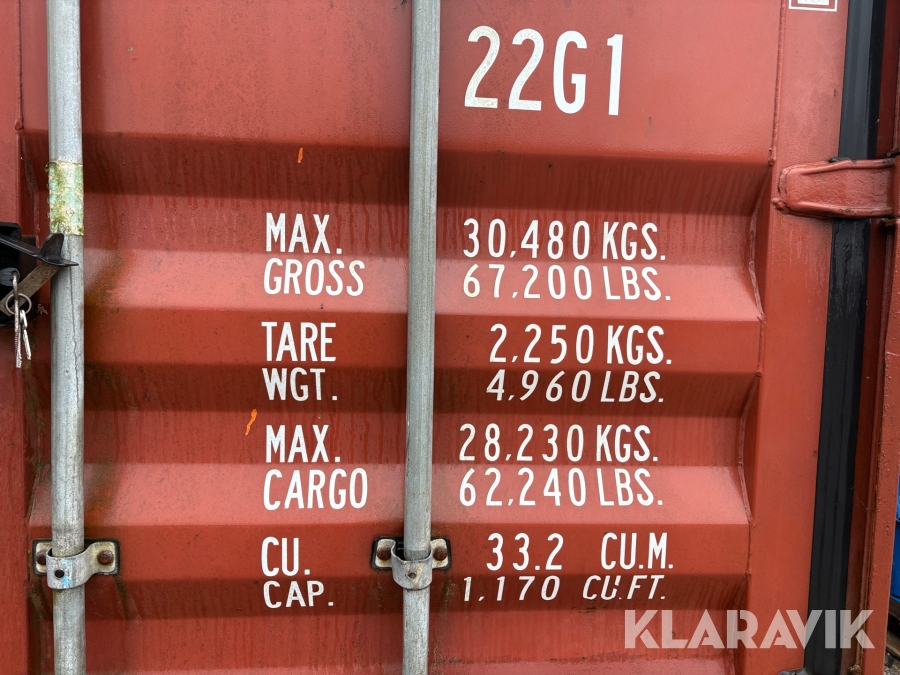 22G1
MAX. 30,480 KGS.
GROSS 67,200 LBS.
TARE 2,250 KGS.
WGT. 4,960 LBS.
MAX. 28,230 KGS.
CARGO 62,240 LBS.
CU. 33.2 CU.M.
CAP. 1,170 CU.FT.
KLARAVIK